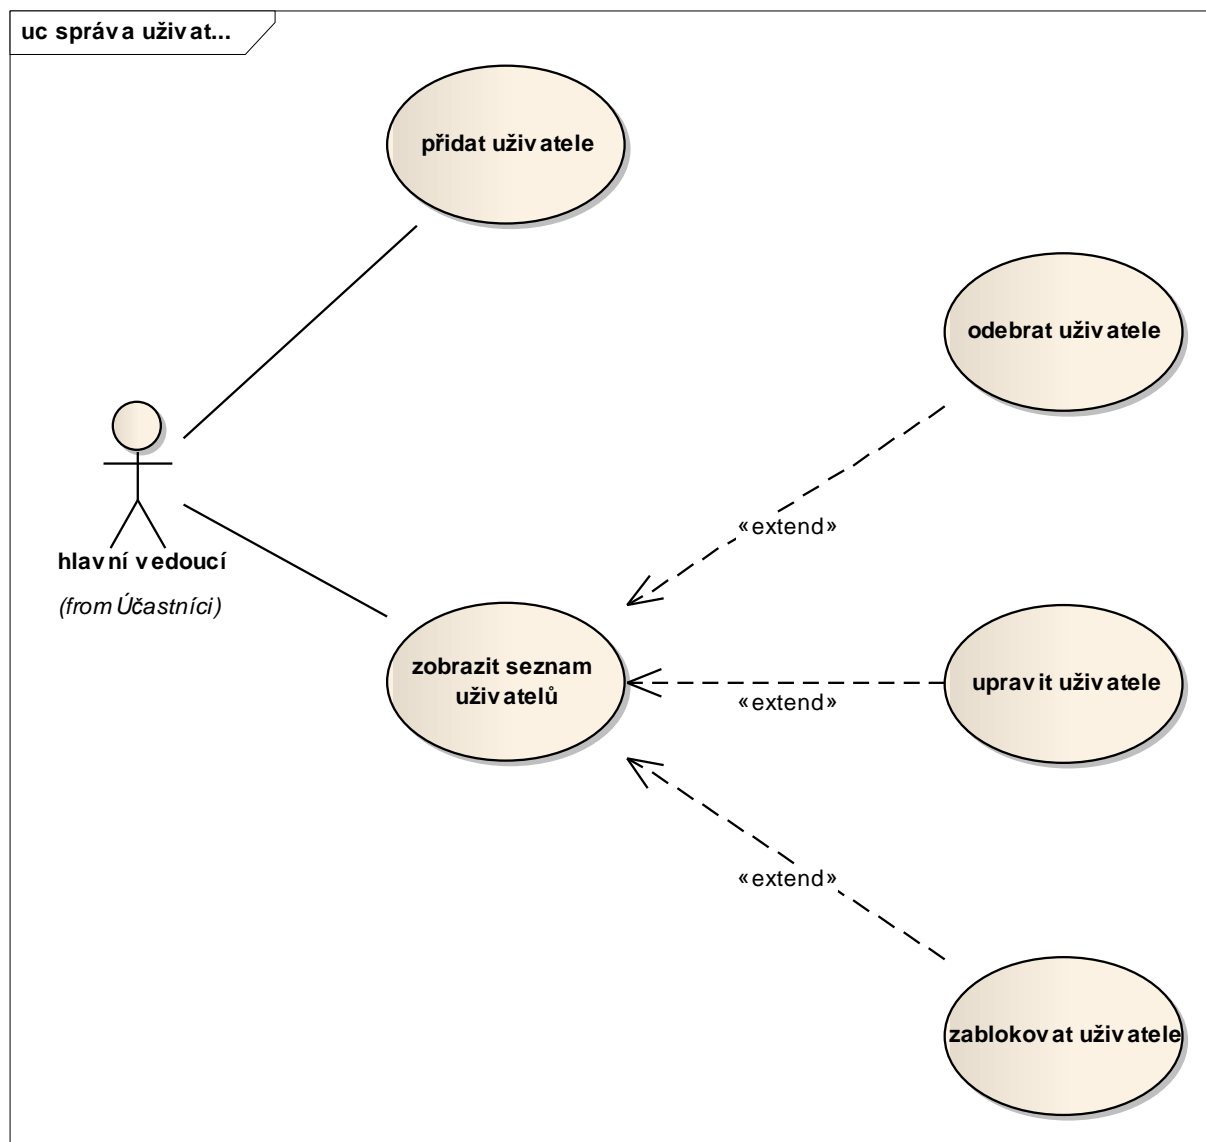 uc správa uživat...
přidat uživatele
odebrat uživatele
«extend»
hlavní vedoucí
(from Účastníci)
zobrazit seznam
uživatelů
upravit uživatele
«extend»
«extend»
zablokovat uživatele